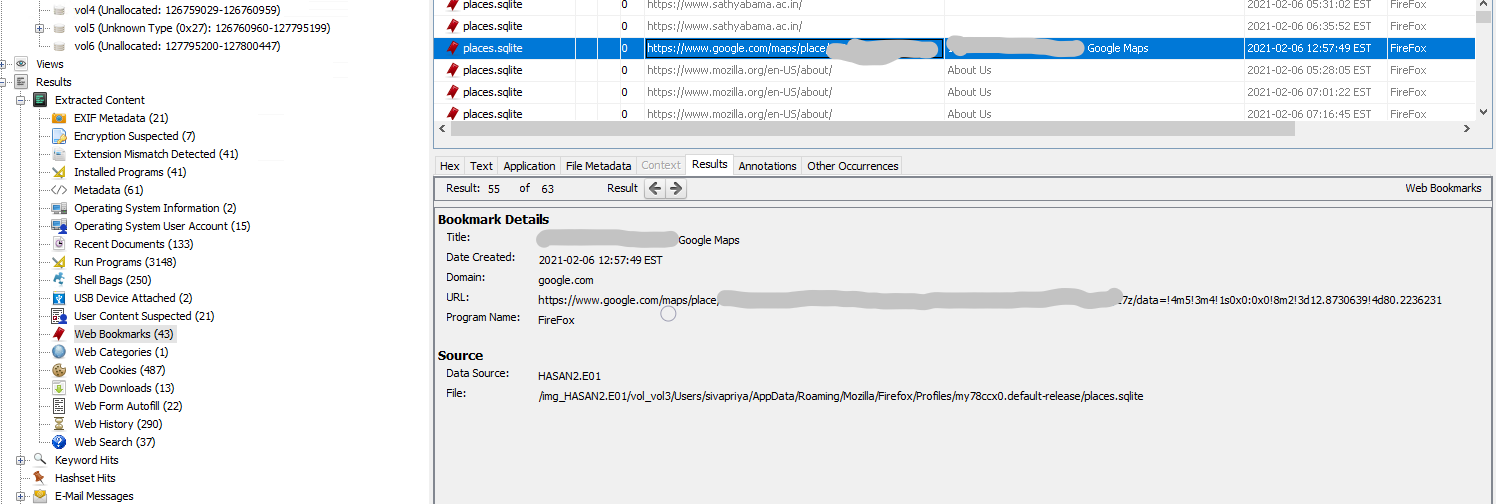 vol4 (Unallocated: 126759029-126760959)
vol5 (Unknown Type (0x27): 126760960-127795199)
vol6 (Unallocated: 127795200-127800447)
Views
Results
Extracted Content
EXIF Metadata (21)
Encryption Suspected (7)
Extension Mismatch Detected (41)
Installed Programs (41)
Metadata (61)
Operating System Information (2)
Operating System User Account (15)
Recent Documents (133)
Run Programs (3148)
Shell Bags (250)
USB Device Attached (2)
User Content Suspected (21)
Web Bookmarks (43)
Web Categories (1)
Web Cookies (487)
Web Downloads (13)
Web Form Autofill (22)
Web History (290)
Web Search (37)
Keyword Hits
Hashset Hits
E-Mail Messages
places.sqlite 0 https://www.sathyabama.ac.in/ 2021-02-06 05:31:02 EST FireFox
places.sqlite 0 https://www.sathyabama.ac.in/ 2021-02-06 06:35:52 EST FireFox
places.sqlite 0 https://www.google.com/maps/place/ Google Maps 2021-02-06 12:57:49 EST FireFox
places.sqlite 0 https://www.mozilla.org/en-US/about/ About Us 2021-02-06 05:28:05 EST FireFox
places.sqlite 0 https://www.mozilla.org/en-US/about/ About Us 2021-02-06 07:01:22 EST FireFox
places.sqlite 0 https://www.mozilla.org/en-US/about/ About Us 2021-02-06 07:16:45 EST FireFox
Hex Text Application File Metadata Context Results Annotations Other Occurrences
Result: 55 of 63 Result Web Bookmarks
Bookmark Details
Title: Google Maps
Date Created: 2021-02-06 12:57:49 EST
Domain: google.com
URL: https://www.google.com/maps/place/ 7z/data=!4m5!3m4!1s0x0:0x0!8m2!3d12.8730639!4d80.2236231
Program Name: FireFox
Source
Data Source: HASAN2.E01
File: /img_HASAN2.E01/vol_vol3/Users/sivapriya/AppData/Roaming/Mozilla/Firefox/Profiles/my78ccx0.default-release/places.sqlite